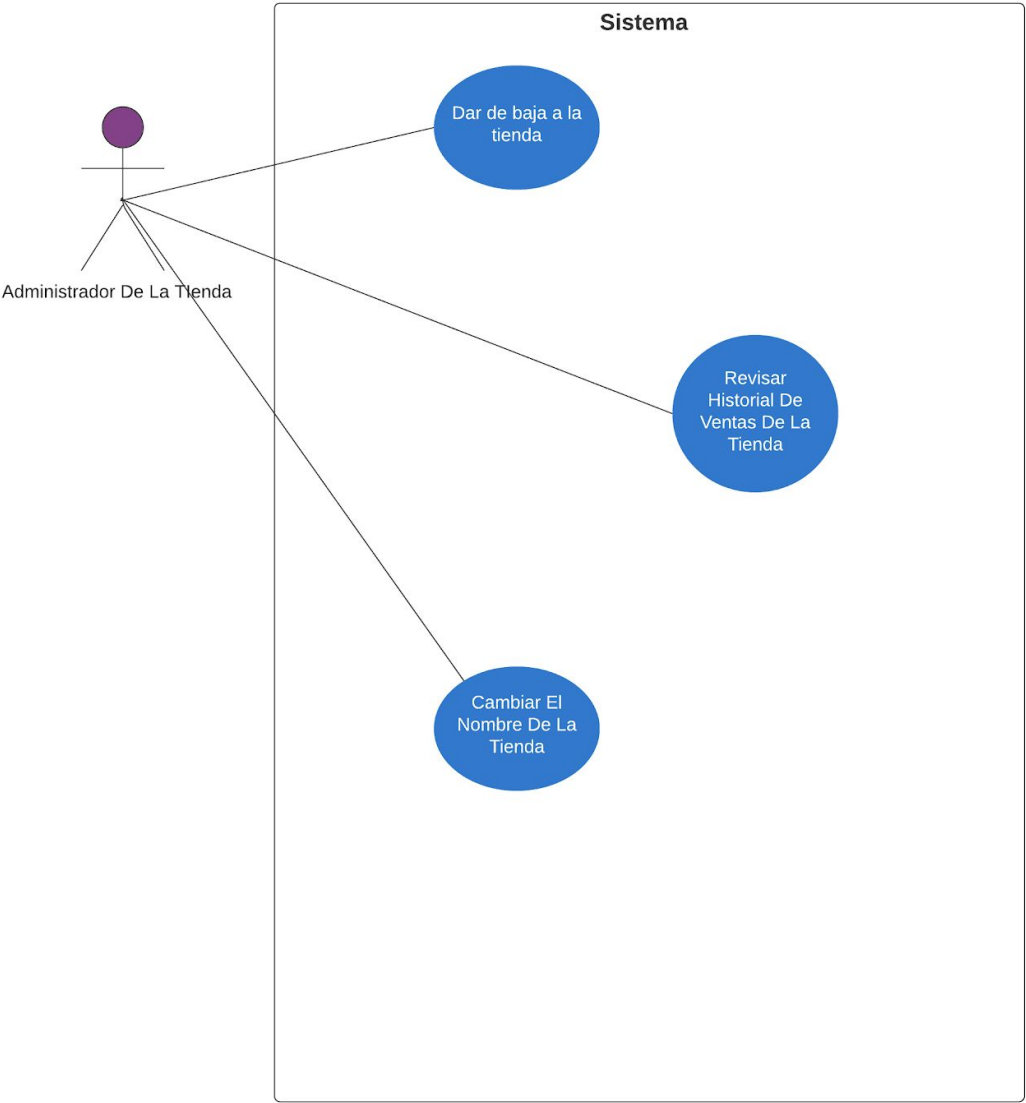 Sistema
Dar de baja a la
tienda
Administrador De La TIenda
Revisar
Historial De
Ventas De La
Tienda
Cambiar El
Nombre De La
Tienda